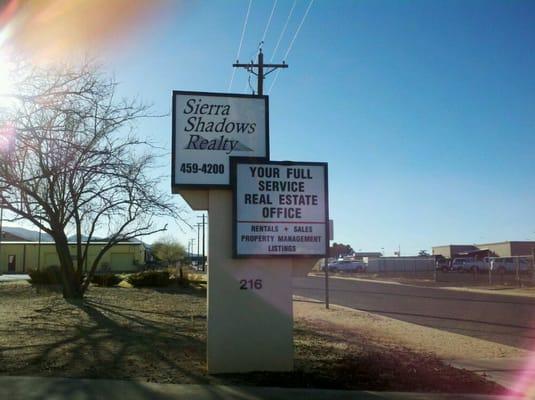 Sierra
Shadows
Realty
459-4200
YOUR FULL
SERVICE
REAL ESTATE
OFFICE
RENTALS + SALES
PROPERTY MANAGEMENT
LISTINGS
216